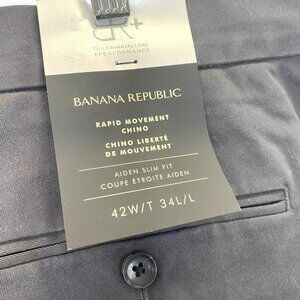 BR+
TAILORING/ALLURE
+PERFORMANCE
BANANA REPUBLIC
RAPID MOVEMENT
CHINO
CHINO LIBERTÉ
DE MOUVEMENT
AIDEN SLIM FIT
COUPE ÉTROITE AIDEN
42W/T 34L/L